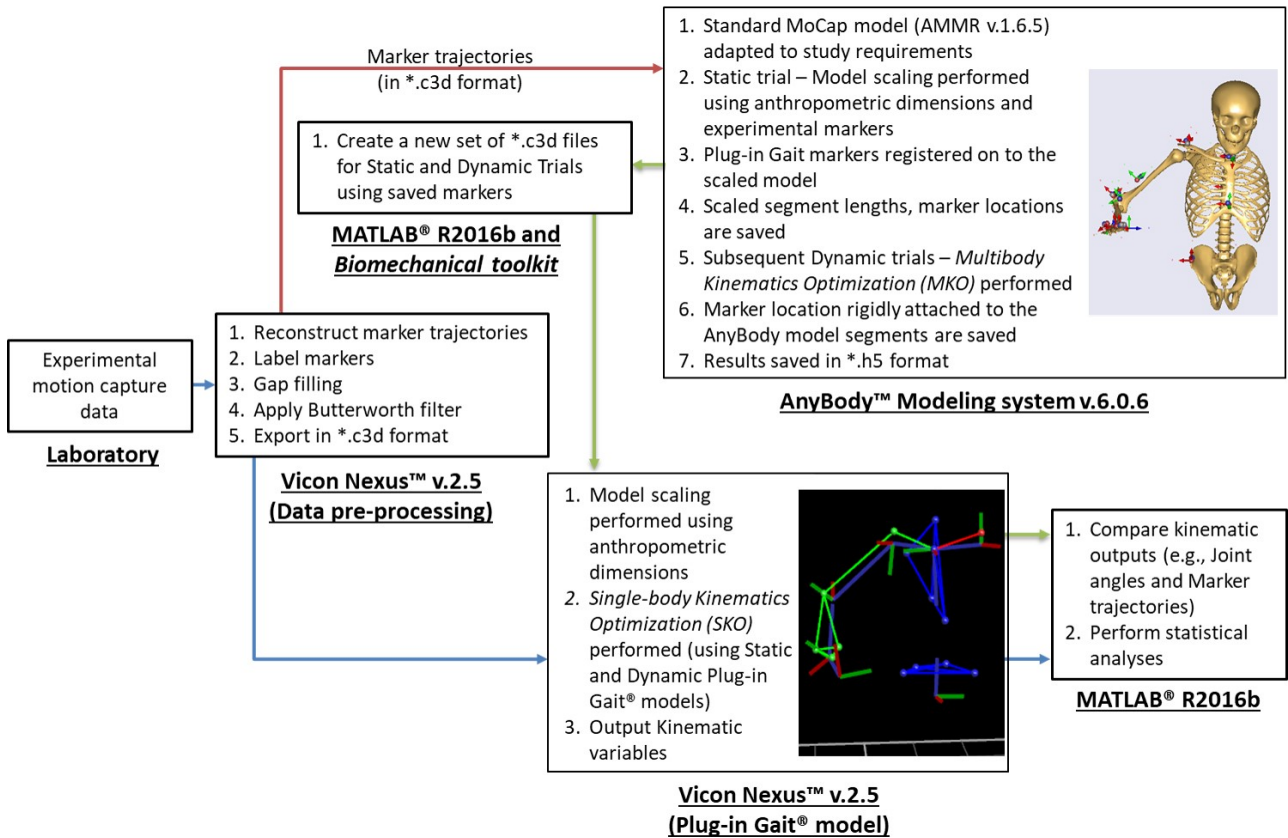 Marker trajectories
(in *.c3d format)
1. Standard MoCap model (AMMR v.1.6.5)
adapted to study requirements
2. Static trial – Model scaling performed
using anthropometric dimensions and
experimental markers
3. Plug-in Gait markers registered on to the
scaled model
4. Scaled segment lengths, marker locations
are saved
5. Subsequent Dynamic trials – Multibody
Kinematics Optimization (MKO) performed
6. Marker location rigidly attached to the
AnyBody model segments are saved
7. Results saved in *.h5 format
AnyBody™ Modeling system v.6.0.6
1. Create a new set of *.c3d files
for Static and Dynamic Trials
using saved markers
MATLAB® R2016b and
Biomechanical toolkit
Experimental
motion capture
data
Laboratory
1. Reconstruct marker trajectories
2. Label markers
3. Gap filling
4. Apply Butterworth filter
5. Export in *.c3d format
Vicon Nexus™ v.2.5
(Data pre-processing)
1. Model scaling
performed using
anthropometric
dimensions
2. Single-body Kinematics
Optimization (SKO)
performed (using Static
and Dynamic Plug-in
Gait® models)
3. Output Kinematic
variables
Vicon Nexus™ v.2.5
(Plug-in Gait® model)
1. Compare kinematic
outputs (e.g., Joint
angles and Marker
trajectories)
2. Perform statistical
analyses
MATLAB® R2016b